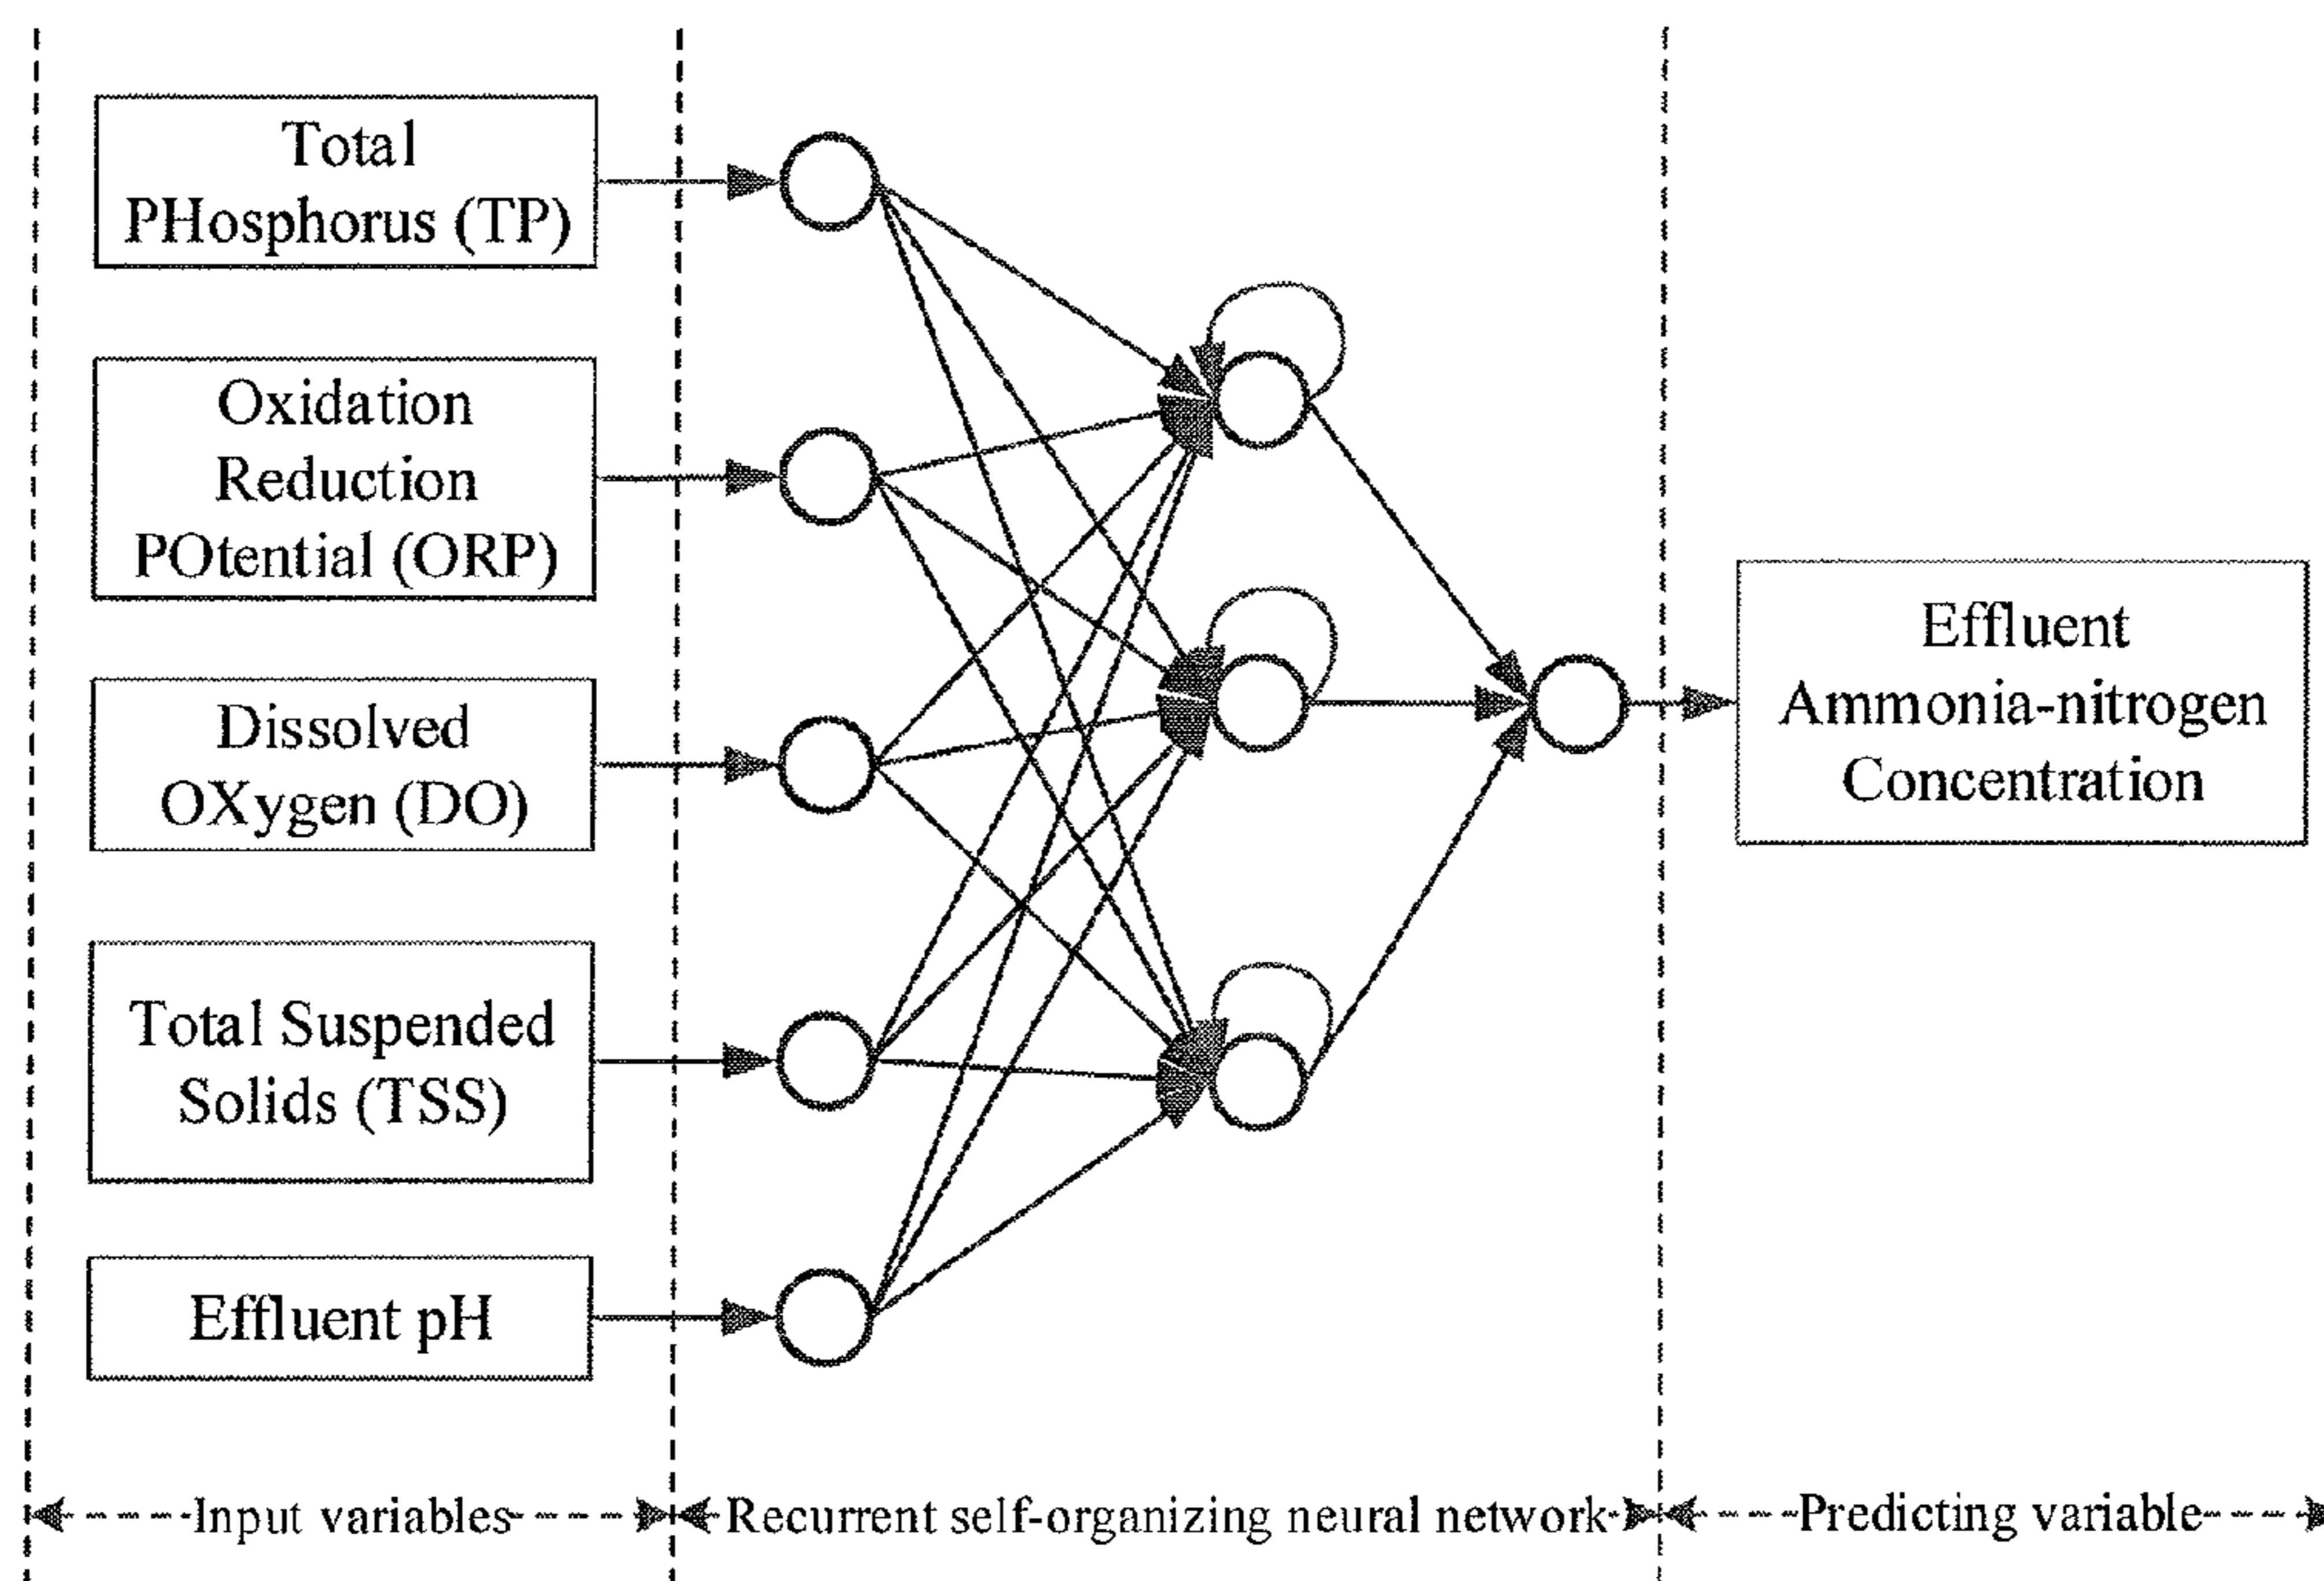 Total
PHosphorus (TP)
Oxidation
Reduction
POtential (ORP)
Dissolved
OXygen (DO)
Total Suspended
Solids (TSS)
Effluent pH
Effluent
Ammonia-nitrogen
Concentration
Input variables
Recurrent self-organizing neural network
Predicting variable